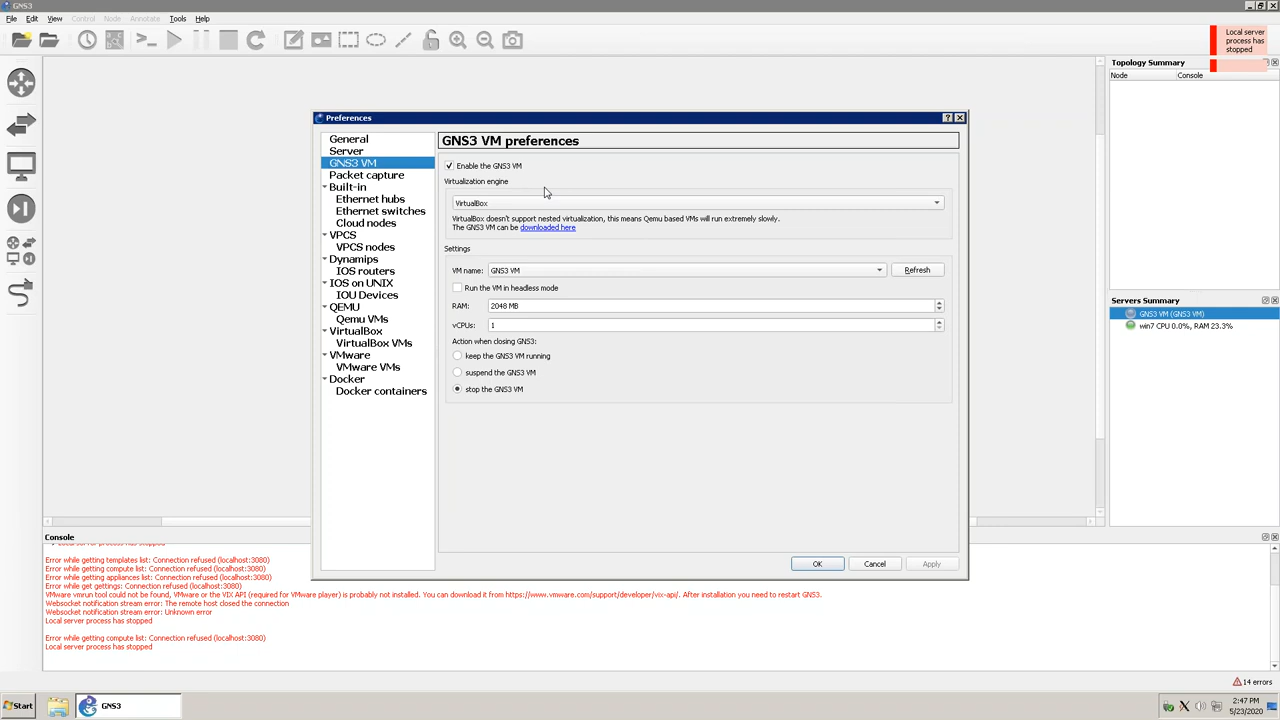 GNS3
File Edit View Control Node Annotate Tools Help
Local server
process has
stopped
Topology Summary
Node Console
Preferences
General
Server
GNS3 VM
Packet capture
Built-in
Ethernet hubs
Ethernet switches
Cloud nodes
VPCS
VPCS nodes
Dynamips
IOS routers
IOS on UNIX
IOU Devices
QEMU
Qemu VMs
VirtualBox
VirtualBox VMs
VMware
VMware VMs
Docker
Docker containers
GNS3 VM preferences
Enable the GNS3 VM
Virtualization engine
VirtualBox
VirtualBox doesn't support nested virtualization, this means Qemu based VMs will run extremely slowly.
The GNS3 VM can be downloaded here
Settings
VM name: GNS3 VM Refresh
Run the VM in headless mode
RAM: 2048 MB
vCPUs: 1
Action when closing GNS3:
keep the GNS3 VM running
suspend the GNS3 VM
stop the GNS3 VM
OK Cancel Apply
Servers Summary
GNS3 VM (GNS3 VM)
win7 CPU 0.0%, RAM 23.3%
Console
Local server process has stopped
Error while getting templates list: Connection refused (localhost:3080)
Error while getting compute list: Connection refused (localhost:3080)
Error while getting appliances list: Connection refused (localhost:3080)
Error while get gettings: Connection refused (localhost:3080)
VMware vmrun tool could not be found, VMware or the VIX API (required for VMware player) is probably not installed. You can download it from https://www.vmware.com/support/developer/vix-api/. After installation you need to restart GNS3.
Websocket notification stream error: The remote host closed the connection
Websocket notification stream error: Unknown error
Local server process has stopped
Error while getting compute list: Connection refused (localhost:3080)
Local server process has stopped
14 errors
Start
GNS3
2:47 PM
5/23/2020